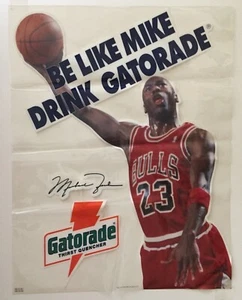 BE LIKE MIKE
DRINK GATORADE
BULLS
23
Gatorade
THIRST QUENCHER